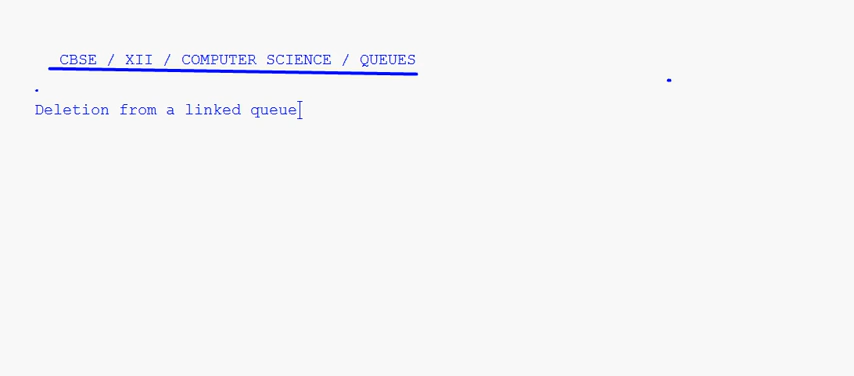 CBSE / XII / COMPUTER SCIENCE / QUEUES
Deletion from a linked queue